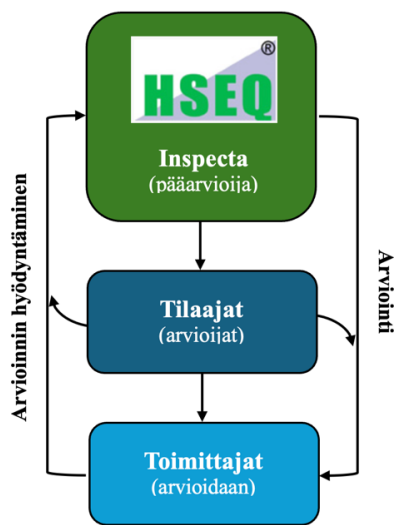 HSEQ®
Inspecta
(pääarvioija)
Tilaajat
(arvioijat)
Toimittajat
(arvioidaan)
Arvioinnin hyödyntäminen
Arviointi